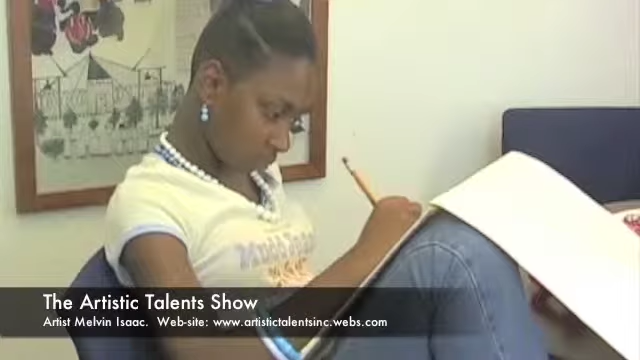 The Artistic Talents Show
Artist Melvin Isaac. Web-site: www.artistictalentsinc.webs.com